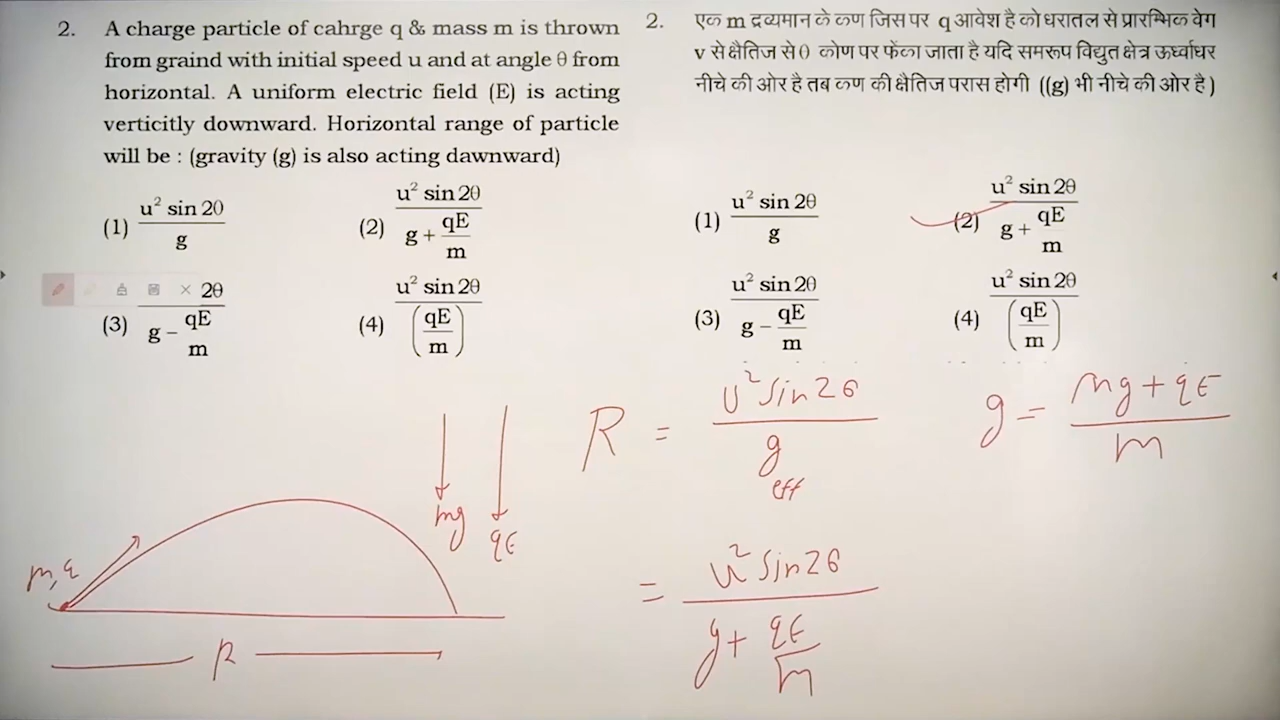 2. A charge particle of cahrge q & mass m is thrown
from graind with initial speed u and at angle θ from
horizontal. A uniform electric field (E) is acting
verticitly downward. Horizontal range of particle
will be : (gravity (g) is also acting dawnward)
(1) u² sin 2θ / g
(2) u² sin 2θ / g + qE/m
(3) 2θ / g – qE/m
(4) u² sin 2θ / (qE/m)
2. एक m द्रव्यमान के कण जिस पर q आवेश है को धरातल से प्रारम्भिक वेग
v से क्षैतिज से θ कोण पर फेंका जाता है यदि समरूप विद्युत क्षेत्र ऊर्ध्वाधर
नीचे की ओर है तब कण की क्षैतिज परास होगी ((g) भी नीचे की ओर है )
(1) u² sin 2θ / g
(2) u² sin 2θ / g + qE/m
(3) u² sin 2θ / g – qE/m
(4) u² sin 2θ / (qE/m)
R = u² sin 2θ / g eff
g = mg + qE / m
= u² sin 2θ / g + qE/m
mg
qE
m, q
R